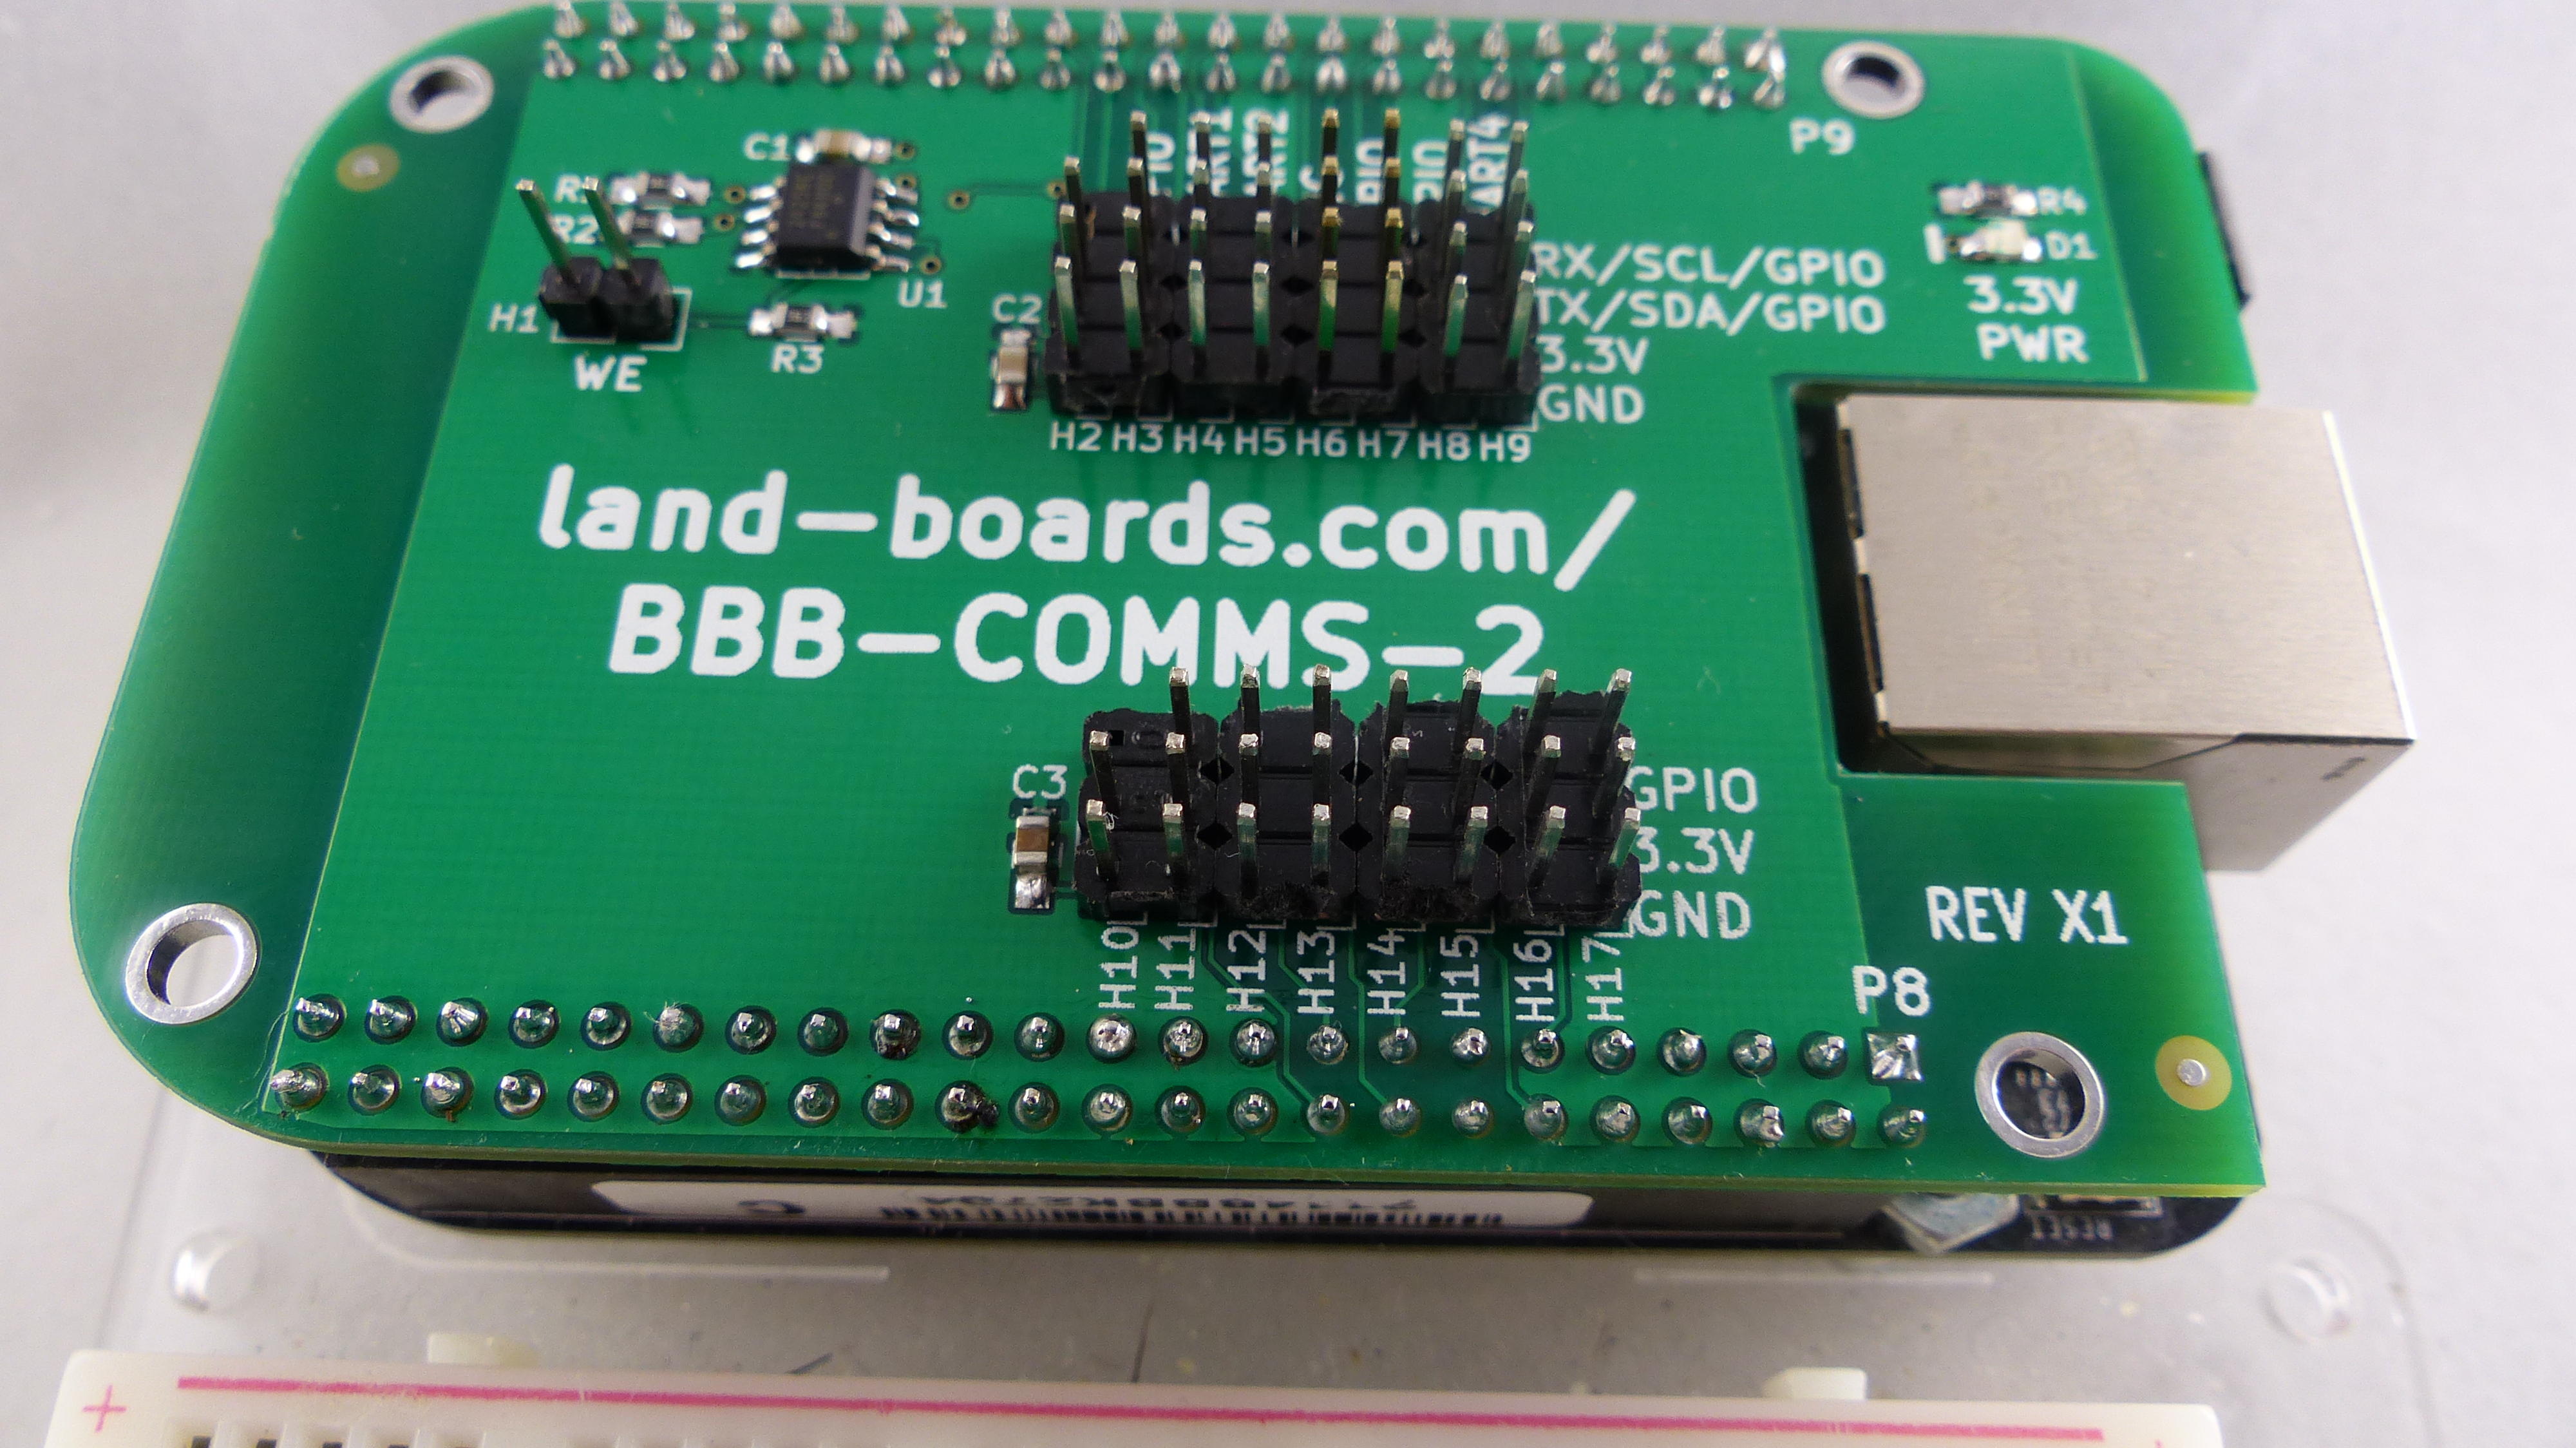 P9
C1
R2
H1
WE
R3
U1
C2
ART4
RX/SCL/GPIO
TX/SDA/GPIO
3.3V
GND
R4
D1
3.3V
PWR
H2 H3 H4 H5 H6 H7 H8 H9
land-boards.com/
BBB-COMMS-2
C3
GPIO
3.3V
GND
H10 H11 H12 H13 H14 H15 H16 H17
REV X1
P8
RESET
+